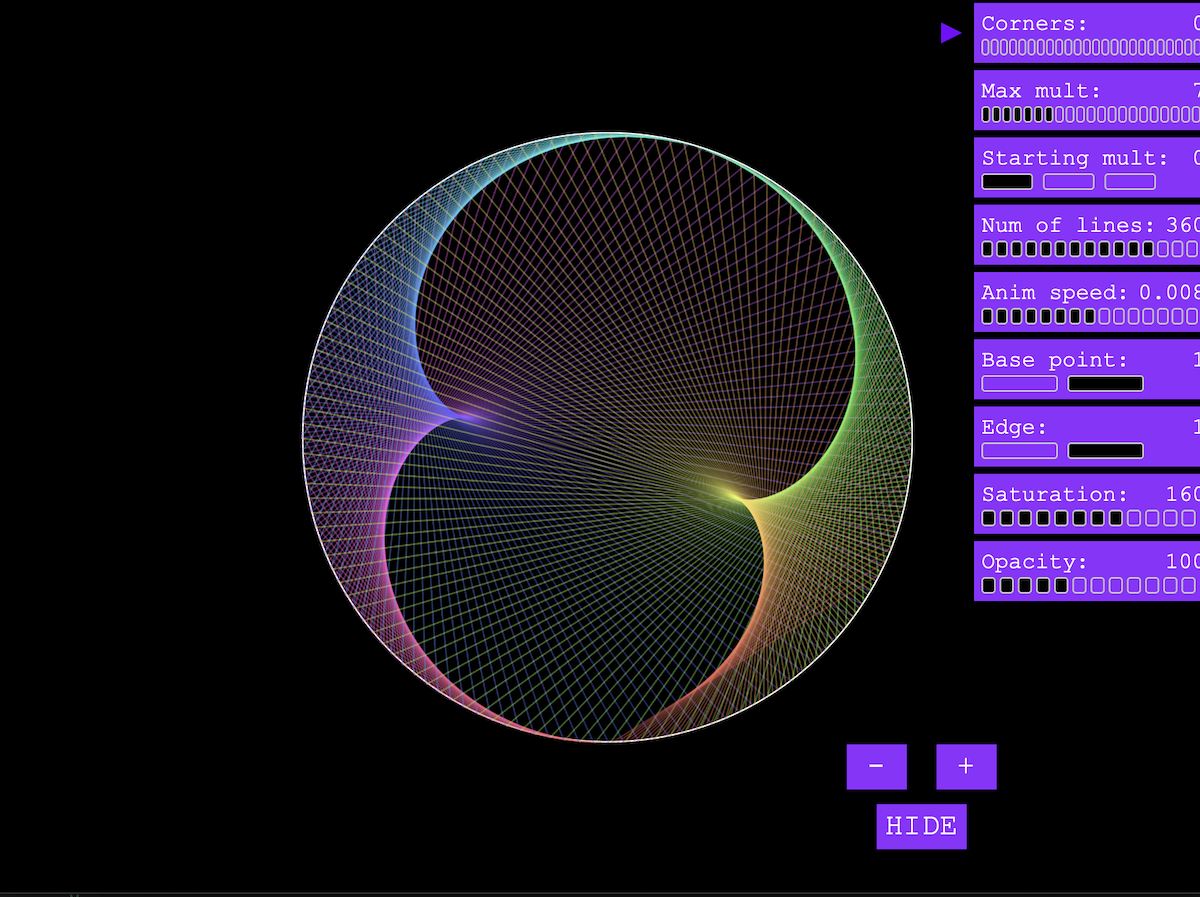 Corners: 0
Max mult: 7
Starting mult: 0
Num of lines: 360
Anim speed: 0.008
Base point: 1
Edge: 1
Saturation: 160
Opacity: 100
- +
HIDE